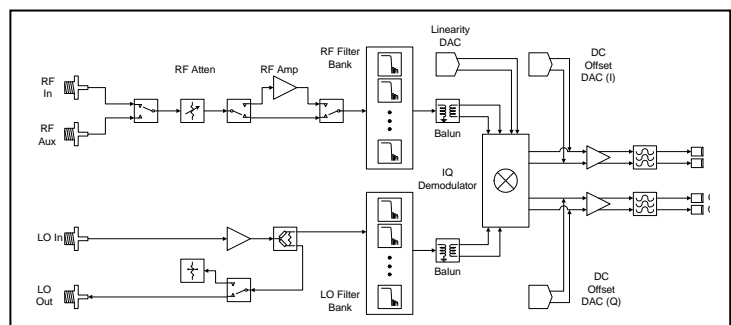 RF
In
RF
Aux
RF Atten
RF Amp
RF Filter
Bank
Linearity
DAC
DC
Offset
DAC (I)
Balun
IQ
Demodulator
LO In
LO
Out
LO Filter
Bank
Balun
DC
Offset
DAC (Q)